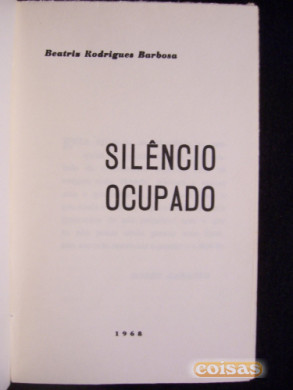 Beatriz Rodrigues Barbosa
SILÊNCIO
OCUPADO
1968
coisas